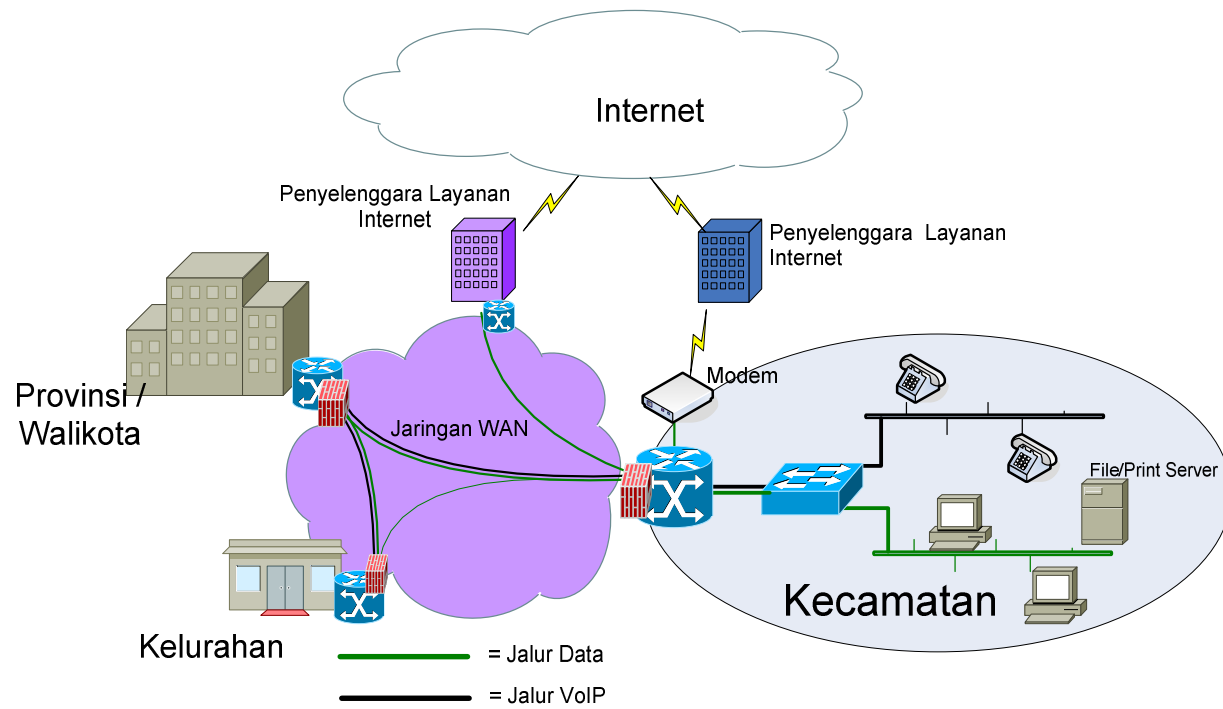 Internet
Penyelenggara Layanan
Internet
Penyelenggara Layanan
Internet
Provinsi /
Walikota
Jaringan WAN
Modem
File/Print Server
Kecamatan
Kelurahan
= Jalur Data
= Jalur VoIP